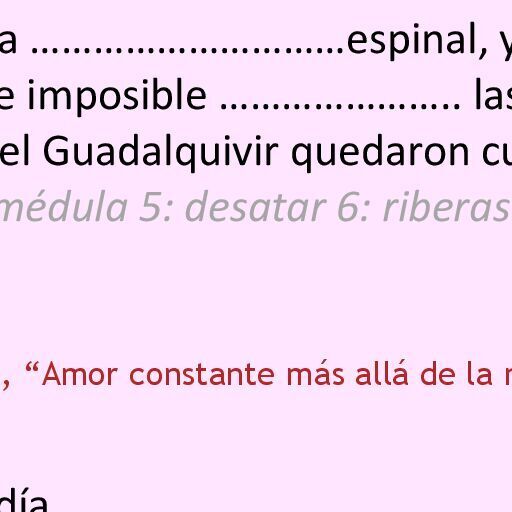 a ……………………………espinal, y
e imposible ………………….. las
el Guadalquivir quedaron cu
médula 5: desatar 6: riberas
, “Amor constante más allá de la
día